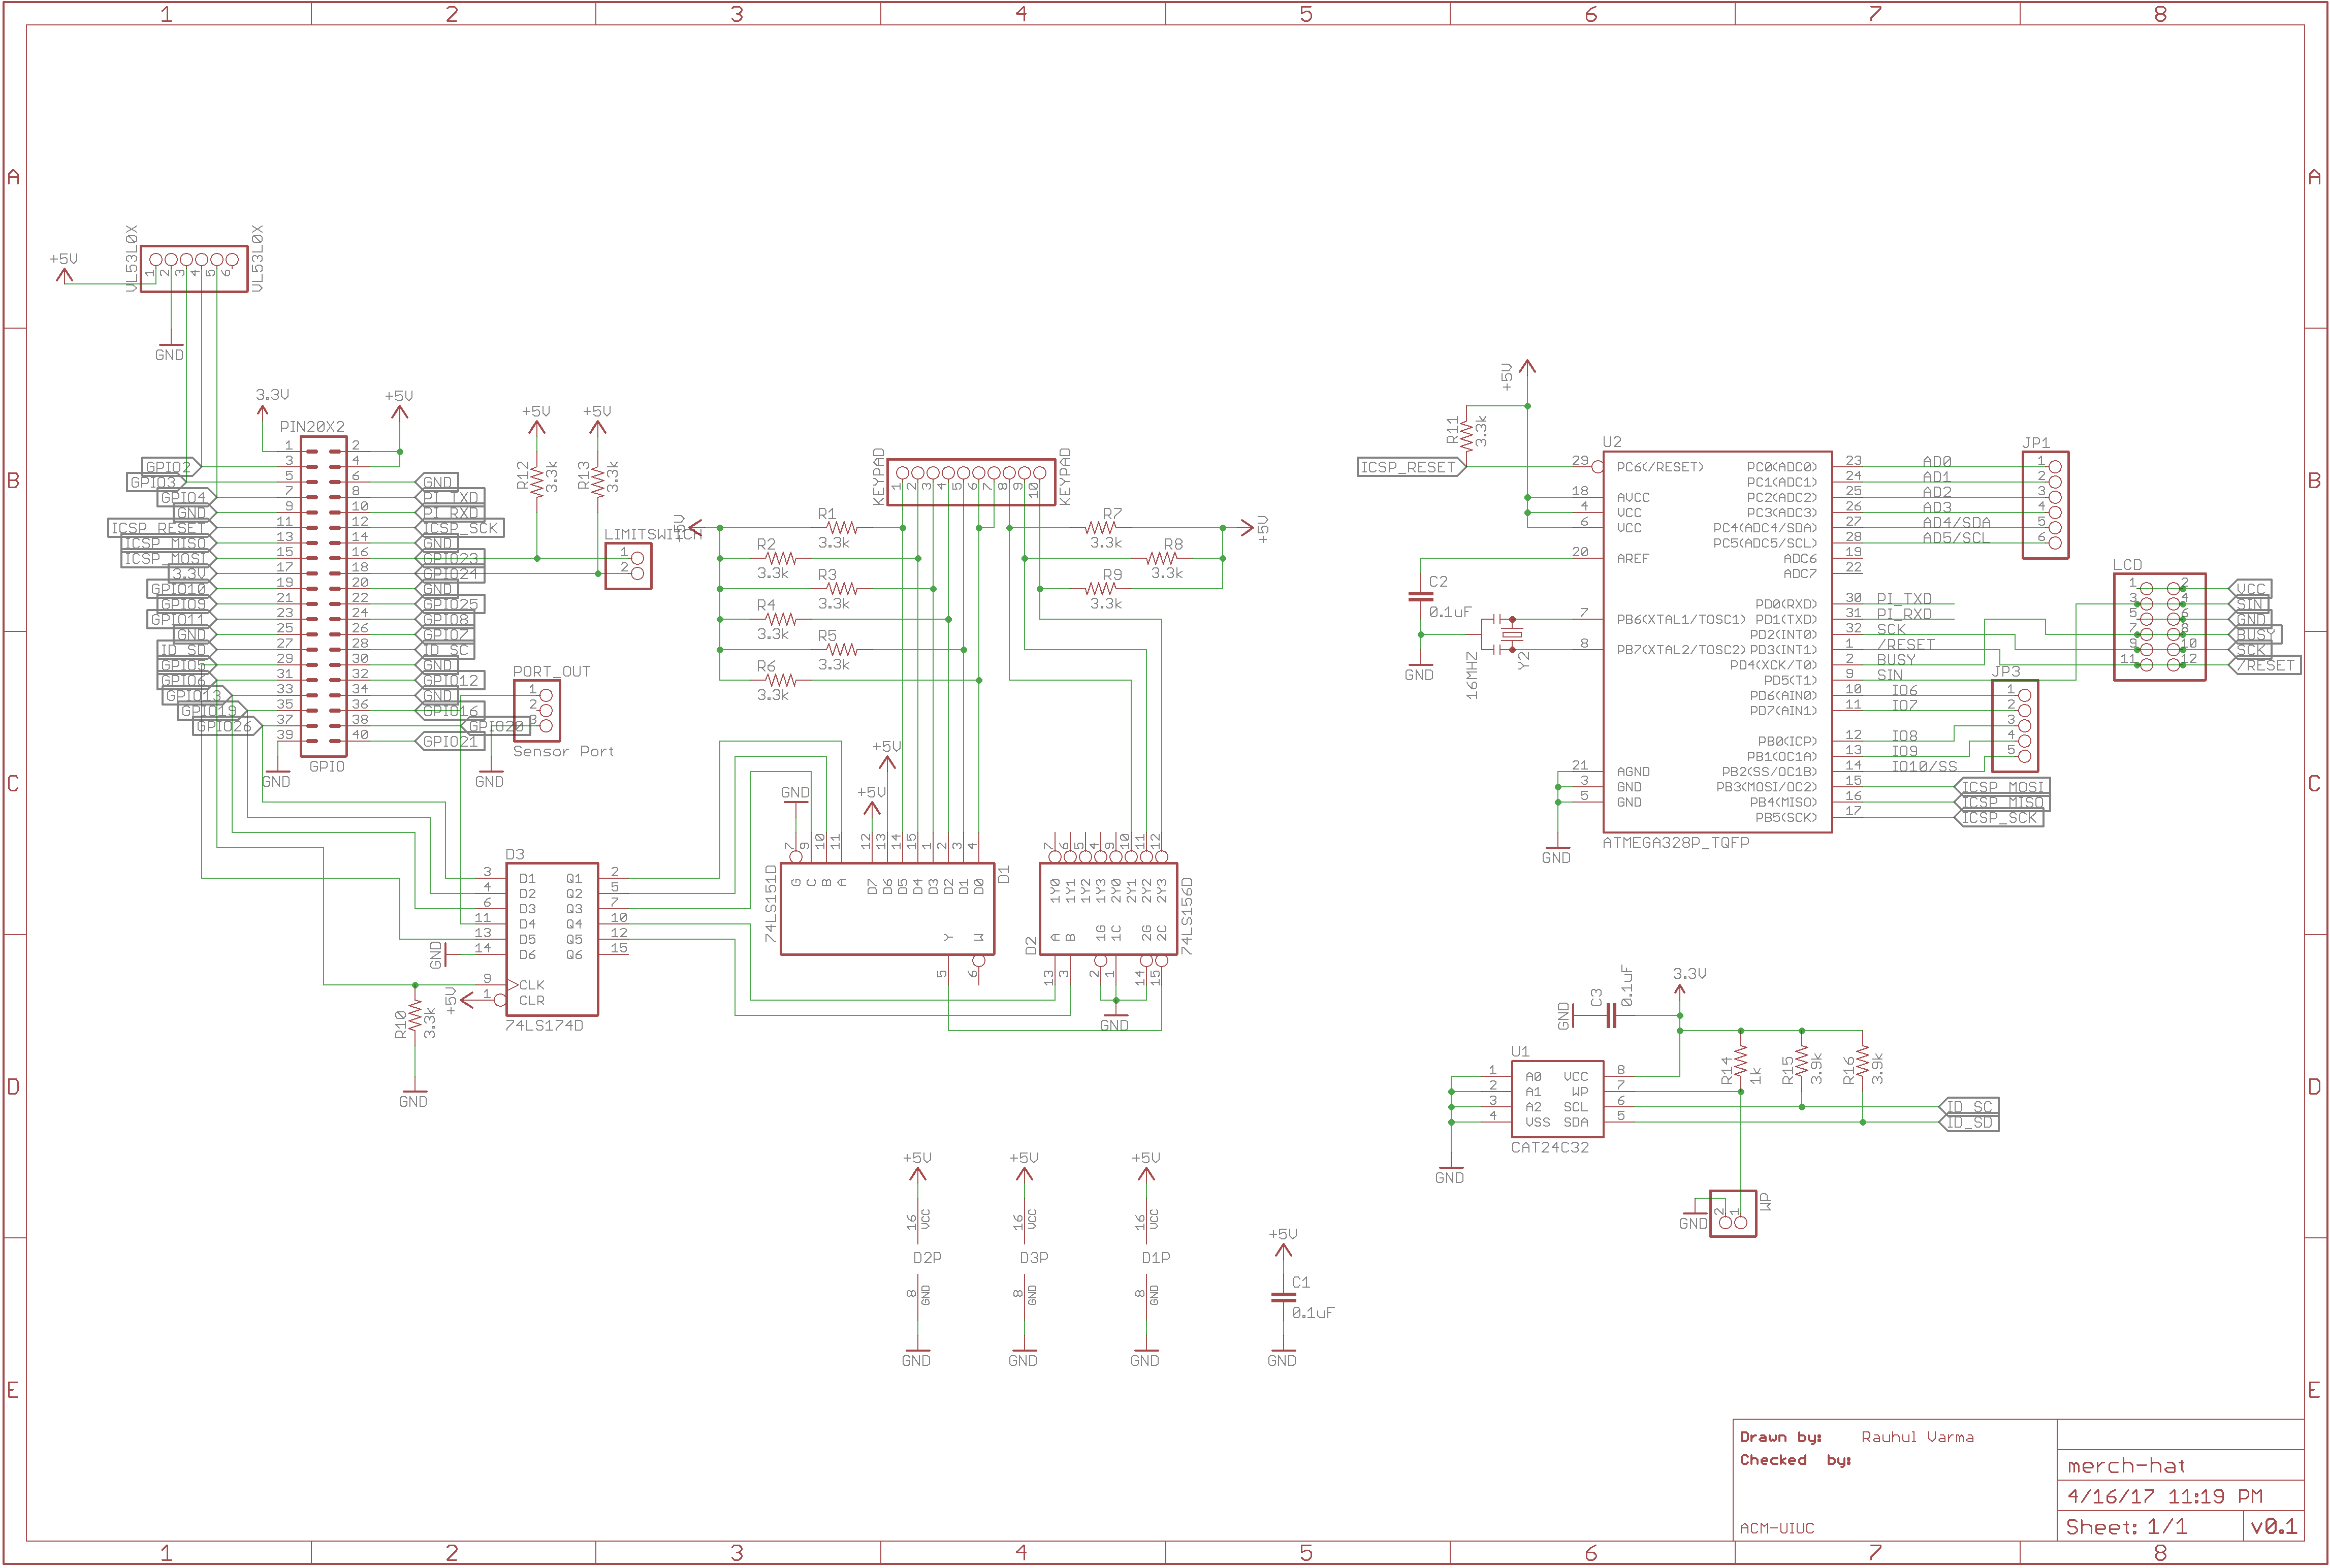 1 2 3 4 5 6 7 8
A A
B B
C C
D D
E E
+5V
VL53L0X
1 2 3 4 5 6
VL53L0X
GND
3.3V
+5V
PIN20X2
1 2
GPIO2 3 4
GPIO3 5 6 GND
GPIO4 7 8 PI_TXD
GND 9 10 PI_RXD
ICSP_RESET 11 12 ICSP_SCK
ICSP_MISO 13 14 GND
ICSP_MOSI 15 16 GPIO23
3.3V 17 18 GPIO24
GPIO10 19 20 GND
GPIO9 21 22 GPIO25
GPIO11 23 24 GPIO8
GND 25 26 GPIO7
ID_SD 27 28 ID_SC
GPIO5 29 30 GND
GPIO6 31 32 GPIO12
GPIO13 33 34 GND
GPIO19 35 36 GPIO16
GPIO26 37 38 GPIO20
39 40 GPIO21
GND
GPIO
+5V
R12
3.3k
+5V
R13
3.3k
LIMITSWITCH
1
2
PORT_OUT
1
2
3
Sensor Port
GND
KEYPAD
1 2 3 4 5 6 7 8 9 10
KEYPAD
+5V
R1
3.3k
R2
3.3k
R3
3.3k
R4
3.3k
R5
3.3k
R6
3.3k
R7
3.3k
R8
3.3k
R9
3.3k
+5V
D3
3 D1 Q1 2
4 D2 Q2 5
6 D3 Q3 7
11 D4 Q4 10
13 D5 Q5 12
14 D6 Q6 15
9 CLK
1 CLR
74LS174D
GND
+5V
R10
3.3k
GND
GND
+5V
+5V
7 9 10 11 12 13 14 15 1 2 3 4
G C B A D7 D6 D5 D4 D3 D2 D1 D0
Y W
5 6
74LS151D
D1
7 6 5 4 9 10 11 12
1Y0 1Y1 1Y2 1Y3 2Y0 2Y1 2Y2 2Y3
A B 1G 1C 2G 2C
13 3 2 1 14 15
D2
74LS156D
GND
+5V
R11
3.3k
ICSP_RESET
U2
29 PC6(/RESET) PC0(ADC0) 23 AD0
PC1(ADC1) 24 AD1
18 AVCC PC2(ADC2) 25 AD2
4 VCC PC3(ADC3) 26 AD3
6 VCC PC4(ADC4/SDA) 27 AD4/SDA
PC5(ADC5/SCL) 28 AD5/SCL
20 AREF ADC6 19
ADC7 22
PD0(RXD) 30 PI_TXD
7 PB6(XTAL1/TOSC1) PD1(TXD) 31 PI_RXD
PD2(INT0) 32 SCK
8 PB7(XTAL2/TOSC2) PD3(INT1) 1 /RESET
PD4(XCK/T0) 2 BUSY
PD5(T1) 9 SIN
PD6(AIN0) 10 IO6
PD7(AIN1) 11 IO7
PB0(ICP) 12 IO8
PB1(OC1A) 13 IO9
21 AGND PB2(SS/OC1B) 14 IO10/SS
3 GND PB3(MOSI/OC2) 15 ICSP_MOSI
5 GND PB4(MISO) 16 ICSP_MISO
PB5(SCK) 17 ICSP_SCK
ATMEGA328P_TQFP
GND
C2
0.1uF
GND
16MHZ
Y2
JP1
1
2
3
4
5
6
JP3
1
2
3
4
5
LCD
1 2 VCC
3 4 SIN
5 6 GND
7 8 BUSY
9 10 SCK
11 12 /RESET
3.3V
GND
C3
0.1uF
U1
1 A0 VCC 8
2 A1 WP 7
3 A2 SCL 6
4 VSS SDA 5
CAT24C32
GND
R14
1k
R15
3.9k
R16
3.9k
ID_SC
ID_SD
GND
2 1
WP
+5V +5V +5V
16 VCC 16 VCC 16 VCC
D2P D3P D1P
8 GND 8 GND 8 GND
GND GND GND
+5V
C1
0.1uF
GND
Drawn by: Rauhul Varma
Checked by:
ACM-UIUC
merch-hat
4/16/17 11:19 PM
Sheet: 1/1 v0.1
1 2 3 4 5 6 7 8